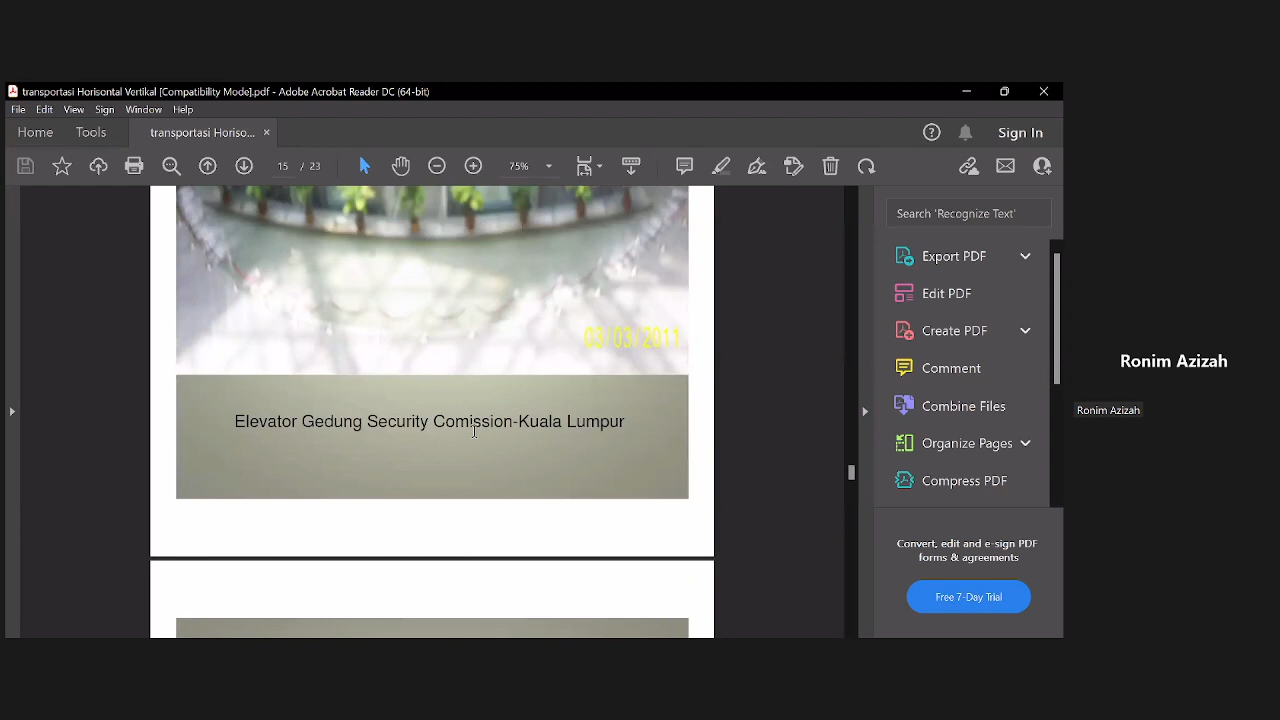 transportasi Horisontal Vertikal [Compatibility Mode].pdf - Adobe Acrobat Reader DC (64-bit)
File Edit View Sign Window Help
Home Tools transportasi Horiso... × Sign In
15 / 23 75%
Search 'Recognize Text'
Export PDF
Edit PDF
Create PDF
Comment
Combine Files
Organize Pages
Compress PDF
Convert, edit and e-sign PDF
forms & agreements
Free 7-Day Trial
03/03/2011
Elevator Gedung Security Comission-Kuala Lumpur
Ronim Azizah
Ronim Azizah